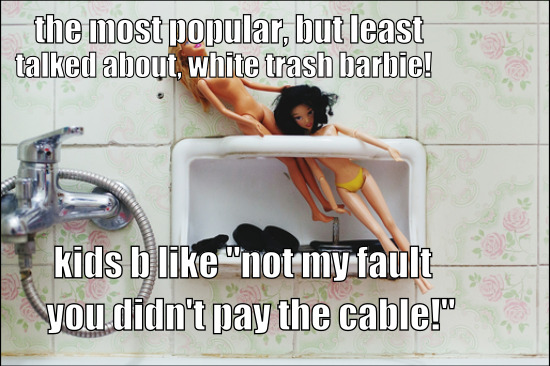 the most popular, but least
talked about, white trash barbie!
kids b like "not my fault
you didn't pay the cable!"